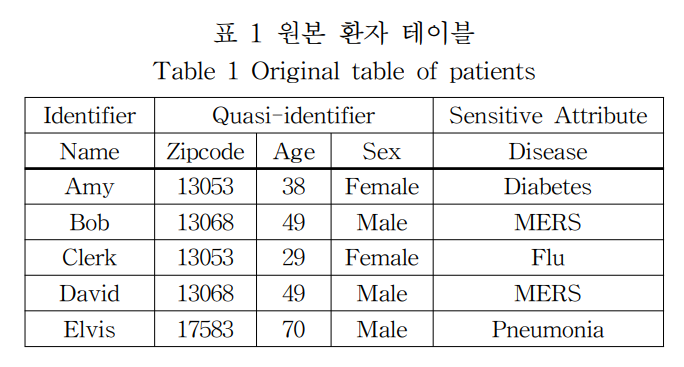 표 1 원본 환자 테이블
Table 1 Original table of patients
Identifier Quasi-identifier Sensitive Attribute
Name Zipcode Age Sex Disease
Amy 13053 38 Female Diabetes
Bob 13068 49 Male MERS
Clerk 13053 29 Female Flu
David 13068 49 Male MERS
Elvis 17583 70 Male Pneumonia